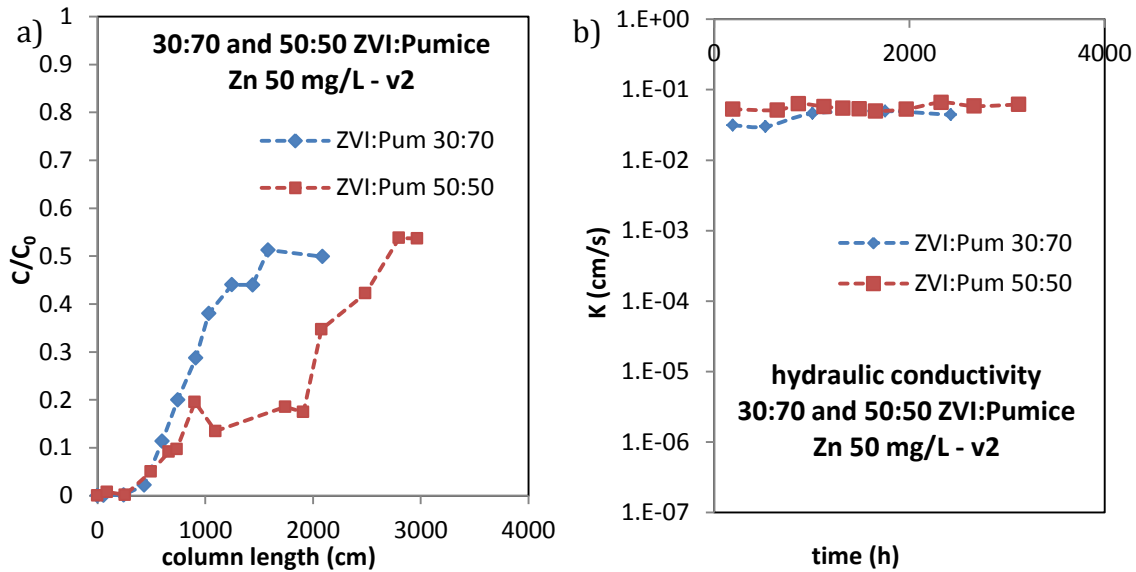 a)
30:70 and 50:50 ZVI:Pumice
Zn 50 mg/L - v2
ZVI:Pum 30:70
ZVI:Pum 50:50
1
0.9
0.8
0.7
0.6
0.5
0.4
0.3
0.2
0.1
0
C/C0
0 1000 2000 3000 4000
column length (cm)
b)
1.E+00
1.E-01
1.E-02
1.E-03
1.E-04
1.E-05
1.E-06
1.E-07
K (cm/s)
0 2000 4000
ZVI:Pum 30:70
ZVI:Pum 50:50
hydraulic conductivity
30:70 and 50:50 ZVI:Pumice
Zn 50 mg/L - v2
time (h)